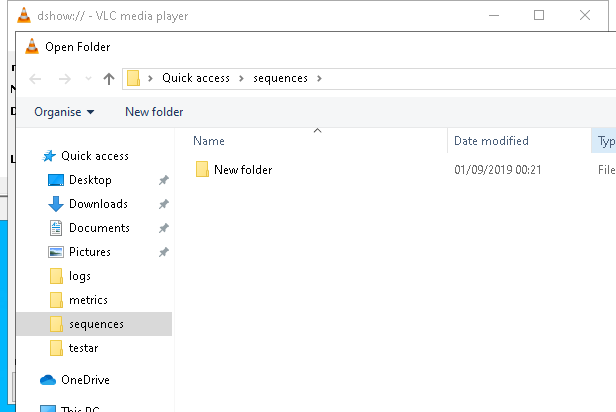 dshow:// - VLC media player
Open Folder
Quick access sequences
Organise New folder
Name Date modified Typ
Quick access
New folder 01/09/2019 00:21 File
Desktop
Downloads
Documents
Pictures
logs
metrics
sequences
testar
OneDrive
This PC